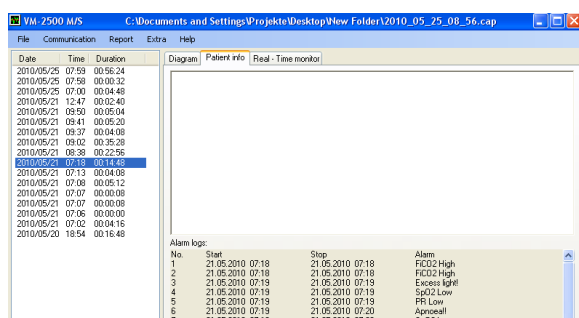 VM-2500 M/S C:\Documents and Settings\Projekte\Desktop\New Folder\2010_05_25_08_56.cap
File Communication Report Extra Help
Date Time Duration
2010/05/25 07:59 00:56:24
2010/05/25 07:58 00:00:32
2010/05/25 07:00 00:04:48
2010/05/21 12:47 00:02:40
2010/05/21 09:50 00:05:04
2010/05/21 09:41 00:05:20
2010/05/21 09:37 00:04:08
2010/05/21 09:02 00:35:28
2010/05/21 08:38 00:22:56
2010/05/21 07:18 00:14:48
2010/05/21 07:13 00:04:08
2010/05/21 07:08 00:05:12
2010/05/21 07:07 00:00:08
2010/05/21 07:07 00:00:08
2010/05/21 07:06 00:00:00
2010/05/21 07:02 00:04:16
2010/05/20 18:54 00:16:48
Diagram Patient info Real - Time monitor
Alarm logs:
No. Start Stop Alarm
1 21.05.2010 07:18 21.05.2010 07:18 FiCO2 High
2 21.05.2010 07:18 21.05.2010 07:18 FiCO2 High
3 21.05.2010 07:19 21.05.2010 07:19 Excess light!
4 21.05.2010 07:19 21.05.2010 07:19 SpO2 Low
5 21.05.2010 07:19 21.05.2010 07:19 PR Low
6 21.05.2010 07:19 21.05.2010 07:20 Apnoea!!